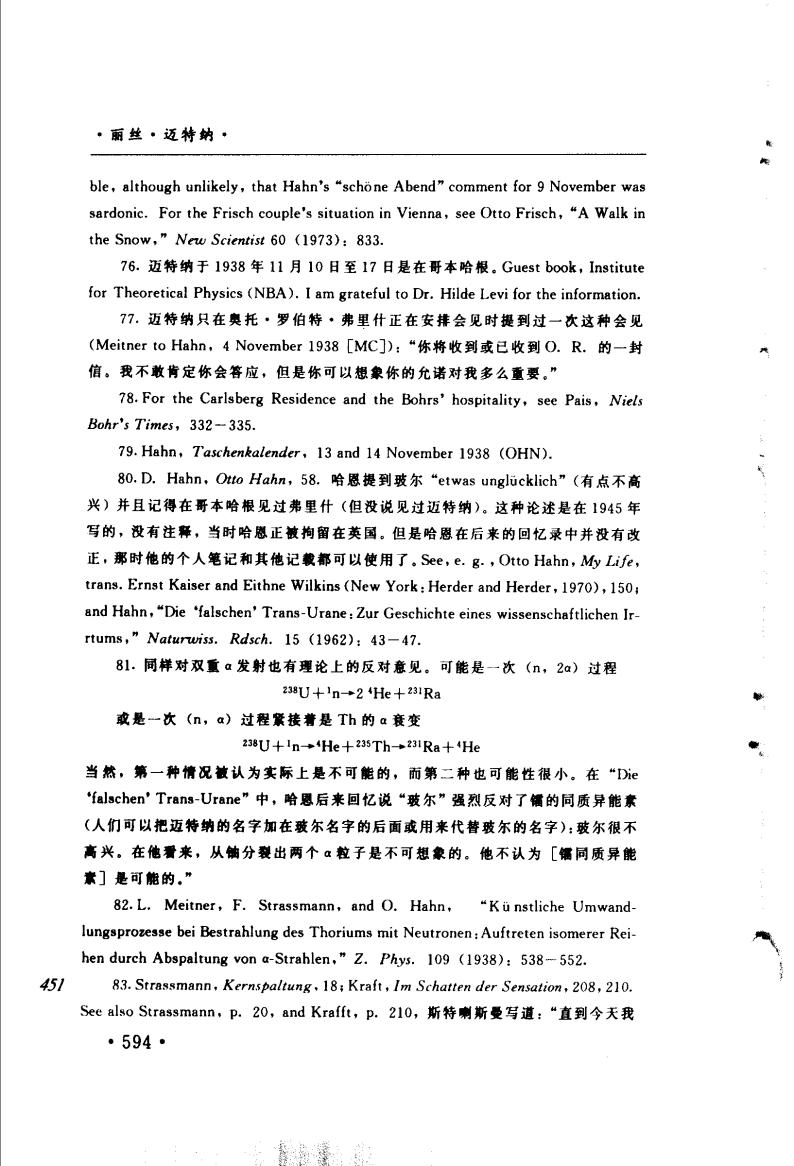 ·丽丝·迈特纳·
ble, although unlikely, that Hahn's “schöne Abend” comment for 9 November was
sardonic. For the Frisch couple's situation in Vienna, see Otto Frisch, “A Walk in
the Snow,” New Scientist 60 (1973): 833.
76. 迈特纳于 1938 年 11 月 10 日至 17 日是在哥本哈根。Guest book, Institute
for Theoretical Physics (NBA). I am grateful to Dr. Hilde Levi for the information.
77. 迈特纳只在奥托·罗伯特·弗里什正在安排会见时提到过一次这种会见
(Meitner to Hahn, 4 November 1938 [MC]): “你将收到或已收到 O. R. 的一封
信。我不敢肯定你会答应，但是你可以想象你的允诺对我多么重要。”
78. For the Carlsberg Residence and the Bohrs' hospitality, see Pais, Niels
Bohr's Times, 332－335.
79. Hahn, Taschenkalender, 13 and 14 November 1938 (OHN).
80. D. Hahn, Otto Hahn, 58. 哈恩提到玻尔 “etwas unglücklich” (有点不高
兴) 并且记得在哥本哈根见过弗里什 (但没说见过迈特纳)。这种论述是在 1945 年
写的，没有注释，当时哈恩正被拘留在英国。但是哈恩在后来的回忆录中并没有改
正，那时他的个人笔记和其他记载都可以使用了。See, e. g. , Otto Hahn, My Life,
trans. Ernst Kaiser and Eithne Wilkins (New York: Herder and Herder, 1970), 150;
and Hahn, “Die ‘falschen’ Trans-Urane: Zur Geschichte eines wissenschaftlichen Ir-
rtums,” Naturwiss. Rdsch. 15 (1962): 43－47.
81. 同样对双重 α 发射也有理论上的反对意见。可能是一次 (n, 2α) 过程
²³⁸U＋¹n→2 ⁴He＋²³¹Ra
或是一次 (n, α) 过程紧接着是 Th 的 α 衰变
²³⁸U＋¹n→⁴He＋²³⁵Th→²³¹Ra＋⁴He
当然，第一种情况被认为实际上是不可能的，而第二种也可能性很小。在 “Die
‘falschen’ Trans-Urane” 中，哈恩后来回忆说 “玻尔” 强烈反对了镭的同质异能素
(人们可以把迈特纳的名字加在玻尔名字的后面或用来代替玻尔的名字)：玻尔很不
高兴。在他看来，从铀分裂出两个 α 粒子是不可想象的。他不认为 [镭同质异能
素] 是可能的。”
82. L. Meitner, F. Strassmann, and O. Hahn, “Künstliche Umwand-
lungsprozesse bei Bestrahlung des Thoriums mit Neutronen: Auftreten isomerer Rei-
hen durch Abspaltung von α-Strahlen,” Z. Phys. 109 (1938): 538－552.
451 83. Strassmann, Kernspaltung, 18; Kraft, Im Schatten der Sensation, 208, 210.
See also Strassmann, p. 20, and Krafft, p. 210, 斯特喇斯曼写道：“直到今天我
·594·